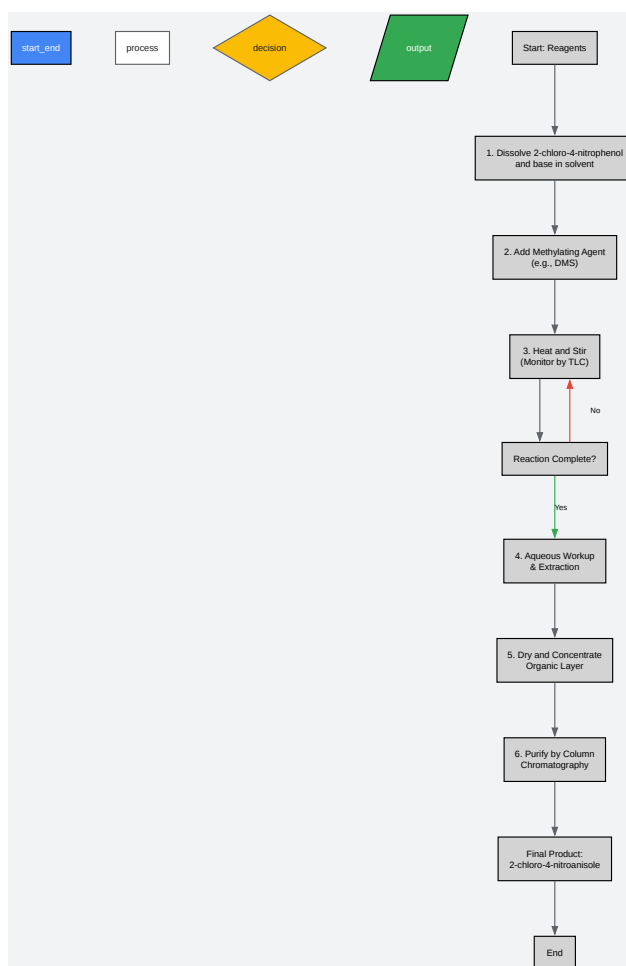 start_end
process
decision
output
Start: Reagents
1. Dissolve 2-chloro-4-nitrophenol
and base in solvent
2. Add Methylating Agent
(e.g., DMS)
3. Heat and Stir
(Monitor by TLC)
No
Reaction Complete?
Yes
4. Aqueous Workup
& Extraction
5. Dry and Concentrate
Organic Layer
6. Purify by Column
Chromatography
Final Product:
2-chloro-4-nitroanisole
End